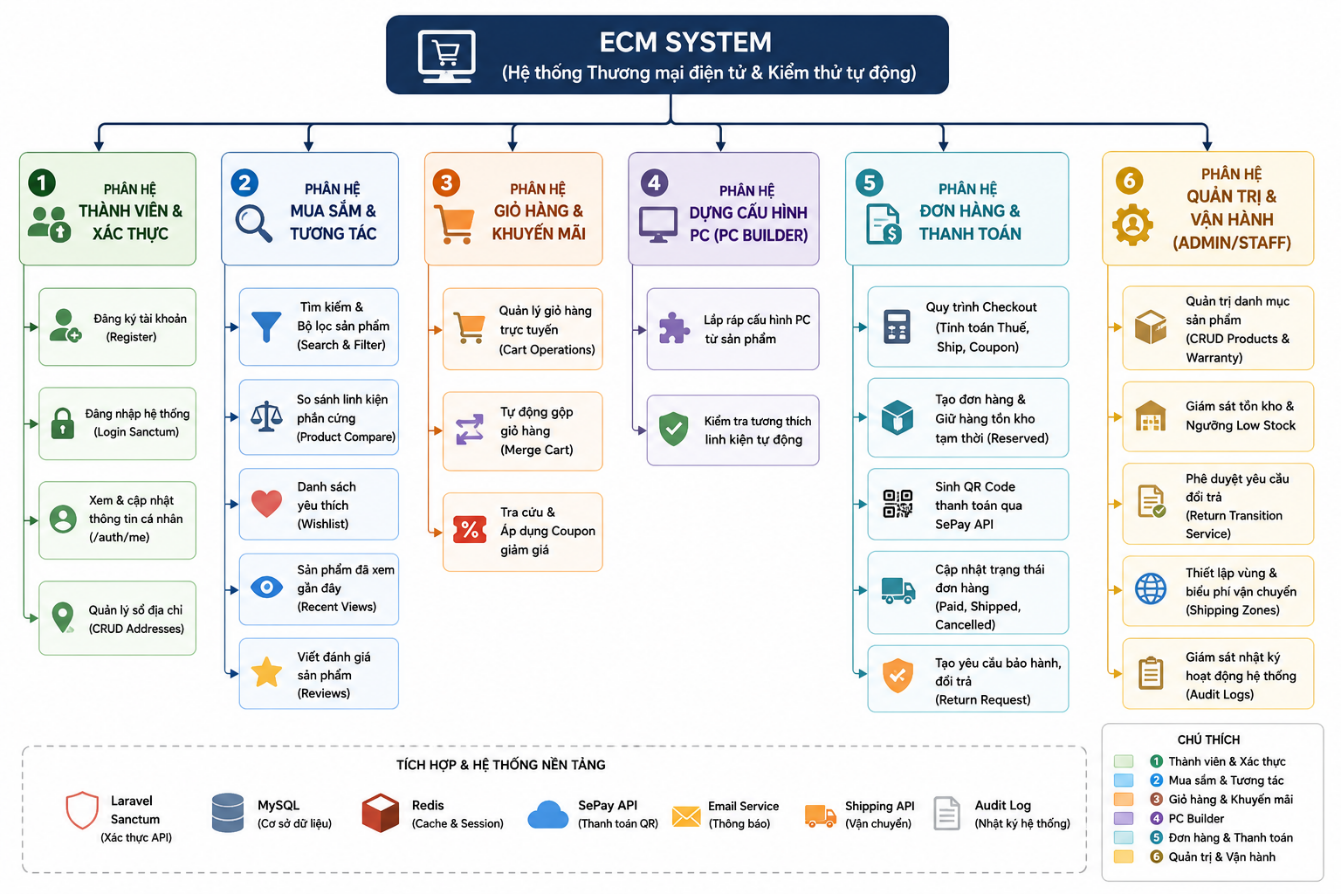 ECM SYSTEM
(Hệ thống Thương mại điện tử & Kiểm thử tự động)
1
PHÂN HỆ
THÀNH VIÊN &
XÁC THỰC
Đăng ký tài khoản
(Register)
Đăng nhập hệ thống
(Login Sanctum)
Xem & cập nhật
thông tin cá nhân
(/auth/me)
Quản lý sổ địa chỉ
(CRUD Addresses)
2
PHÂN HỆ
MUA SẮM &
TƯƠNG TÁC
Tìm kiếm &
Bộ lọc sản phẩm
(Search & Filter)
So sánh linh kiện
phần cứng
(Product Compare)
Danh sách
yêu thích
(Wishlist)
Sản phẩm đã xem
gần đây
(Recent Views)
Viết đánh giá
sản phẩm
(Reviews)
3
PHÂN HỆ
GIỎ HÀNG &
KHUYẾN MÃI
Quản lý giỏ hàng
trực tuyến
(Cart Operations)
Tự động gộp
giỏ hàng
(Merge Cart)
Tra cứu &
Áp dụng Coupon
giảm giá
4
PHÂN HỆ
DỰNG CẤU HÌNH
PC (PC BUILDER)
Lắp ráp cấu hình PC
từ sản phẩm
Kiểm tra tương thích
linh kiện tự động
5
PHÂN HỆ
ĐƠN HÀNG &
THANH TOÁN
Quy trình Checkout
(Tính toán Thuế,
Ship, Coupon)
Tạo đơn hàng &
Giữ hàng tồn kho
tạm thời (Reserved)
Sinh QR Code
thanh toán qua
SePay API
Cập nhật trạng thái
đơn hàng
(Paid, Shipped,
Cancelled)
Tạo yêu cầu bảo hành,
đổi trả
(Return Request)
6
PHÂN HỆ
QUẢN TRỊ &
VẬN HÀNH
(ADMIN/STAFF)
Quản trị danh mục
sản phẩm
(CRUD Products &
Warranty)
Giám sát tồn kho &
Ngưỡng Low Stock
Phê duyệt yêu cầu
đổi trả
(Return Transition
Service)
Thiết lập vùng &
biểu phí vận chuyển
(Shipping Zones)
Giám sát nhật ký
hoạt động hệ thống
(Audit Logs)
TÍCH HỢP & HỆ THỐNG NỀN TẢNG
Laravel
Sanctum
(Xác thực API)
MySQL
(Cơ sở dữ liệu)
Redis
(Cache & Session)
SePay API
(Thanh toán QR)
Email Service
(Thông báo)
Shipping API
(Vận chuyển)
Audit Log
(Nhật ký hệ thống)
CHÚ THÍCH
1 Thành viên & Xác thực
2 Mua sắm & Tương tác
3 Giỏ hàng & Khuyến mãi
4 PC Builder
5 Đơn hàng & Thanh toán
6 Quản trị & Vận hành